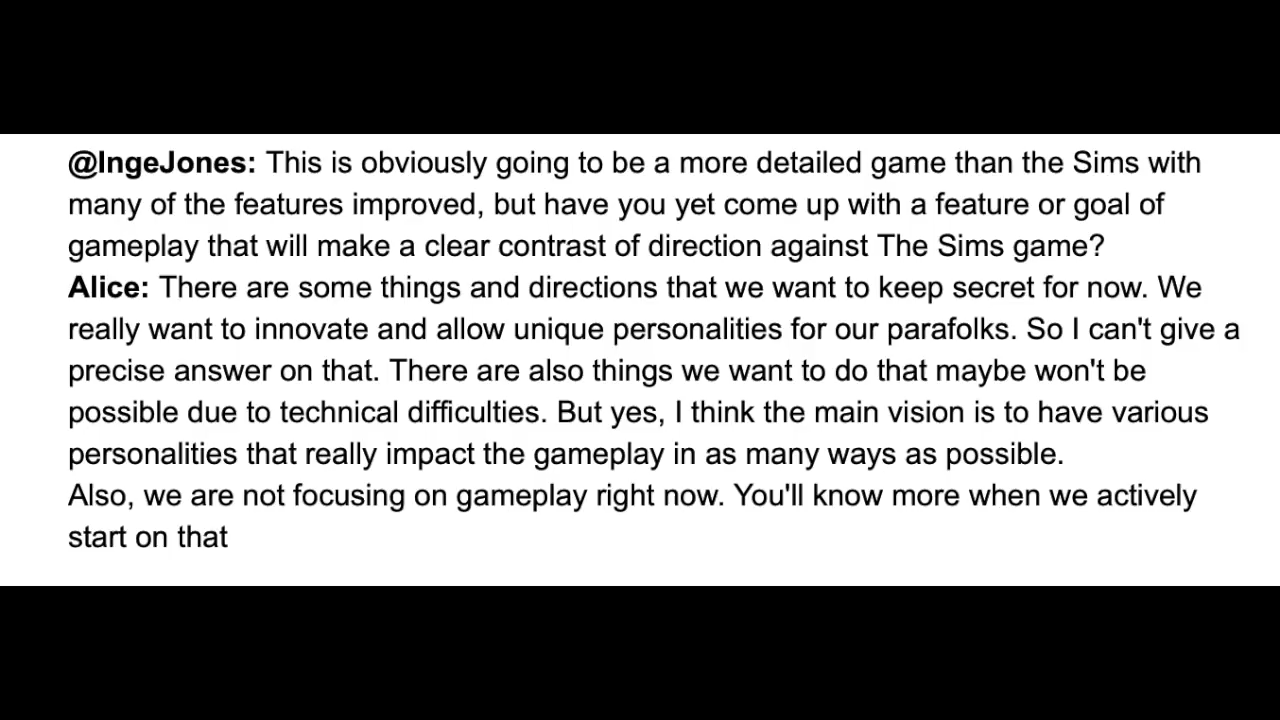 @IngeJones: This is obviously going to be a more detailed game than the Sims with
many of the features improved, but have you yet come up with a feature or goal of
gameplay that will make a clear contrast of direction against The Sims game?
Alice: There are some things and directions that we want to keep secret for now. We
really want to innovate and allow unique personalities for our parafolks. So I can't give a
precise answer on that. There are also things we want to do that maybe won't be
possible due to technical difficulties. But yes, I think the main vision is to have various
personalities that really impact the gameplay in as many ways as possible.
Also, we are not focusing on gameplay right now. You'll know more when we actively
start on that